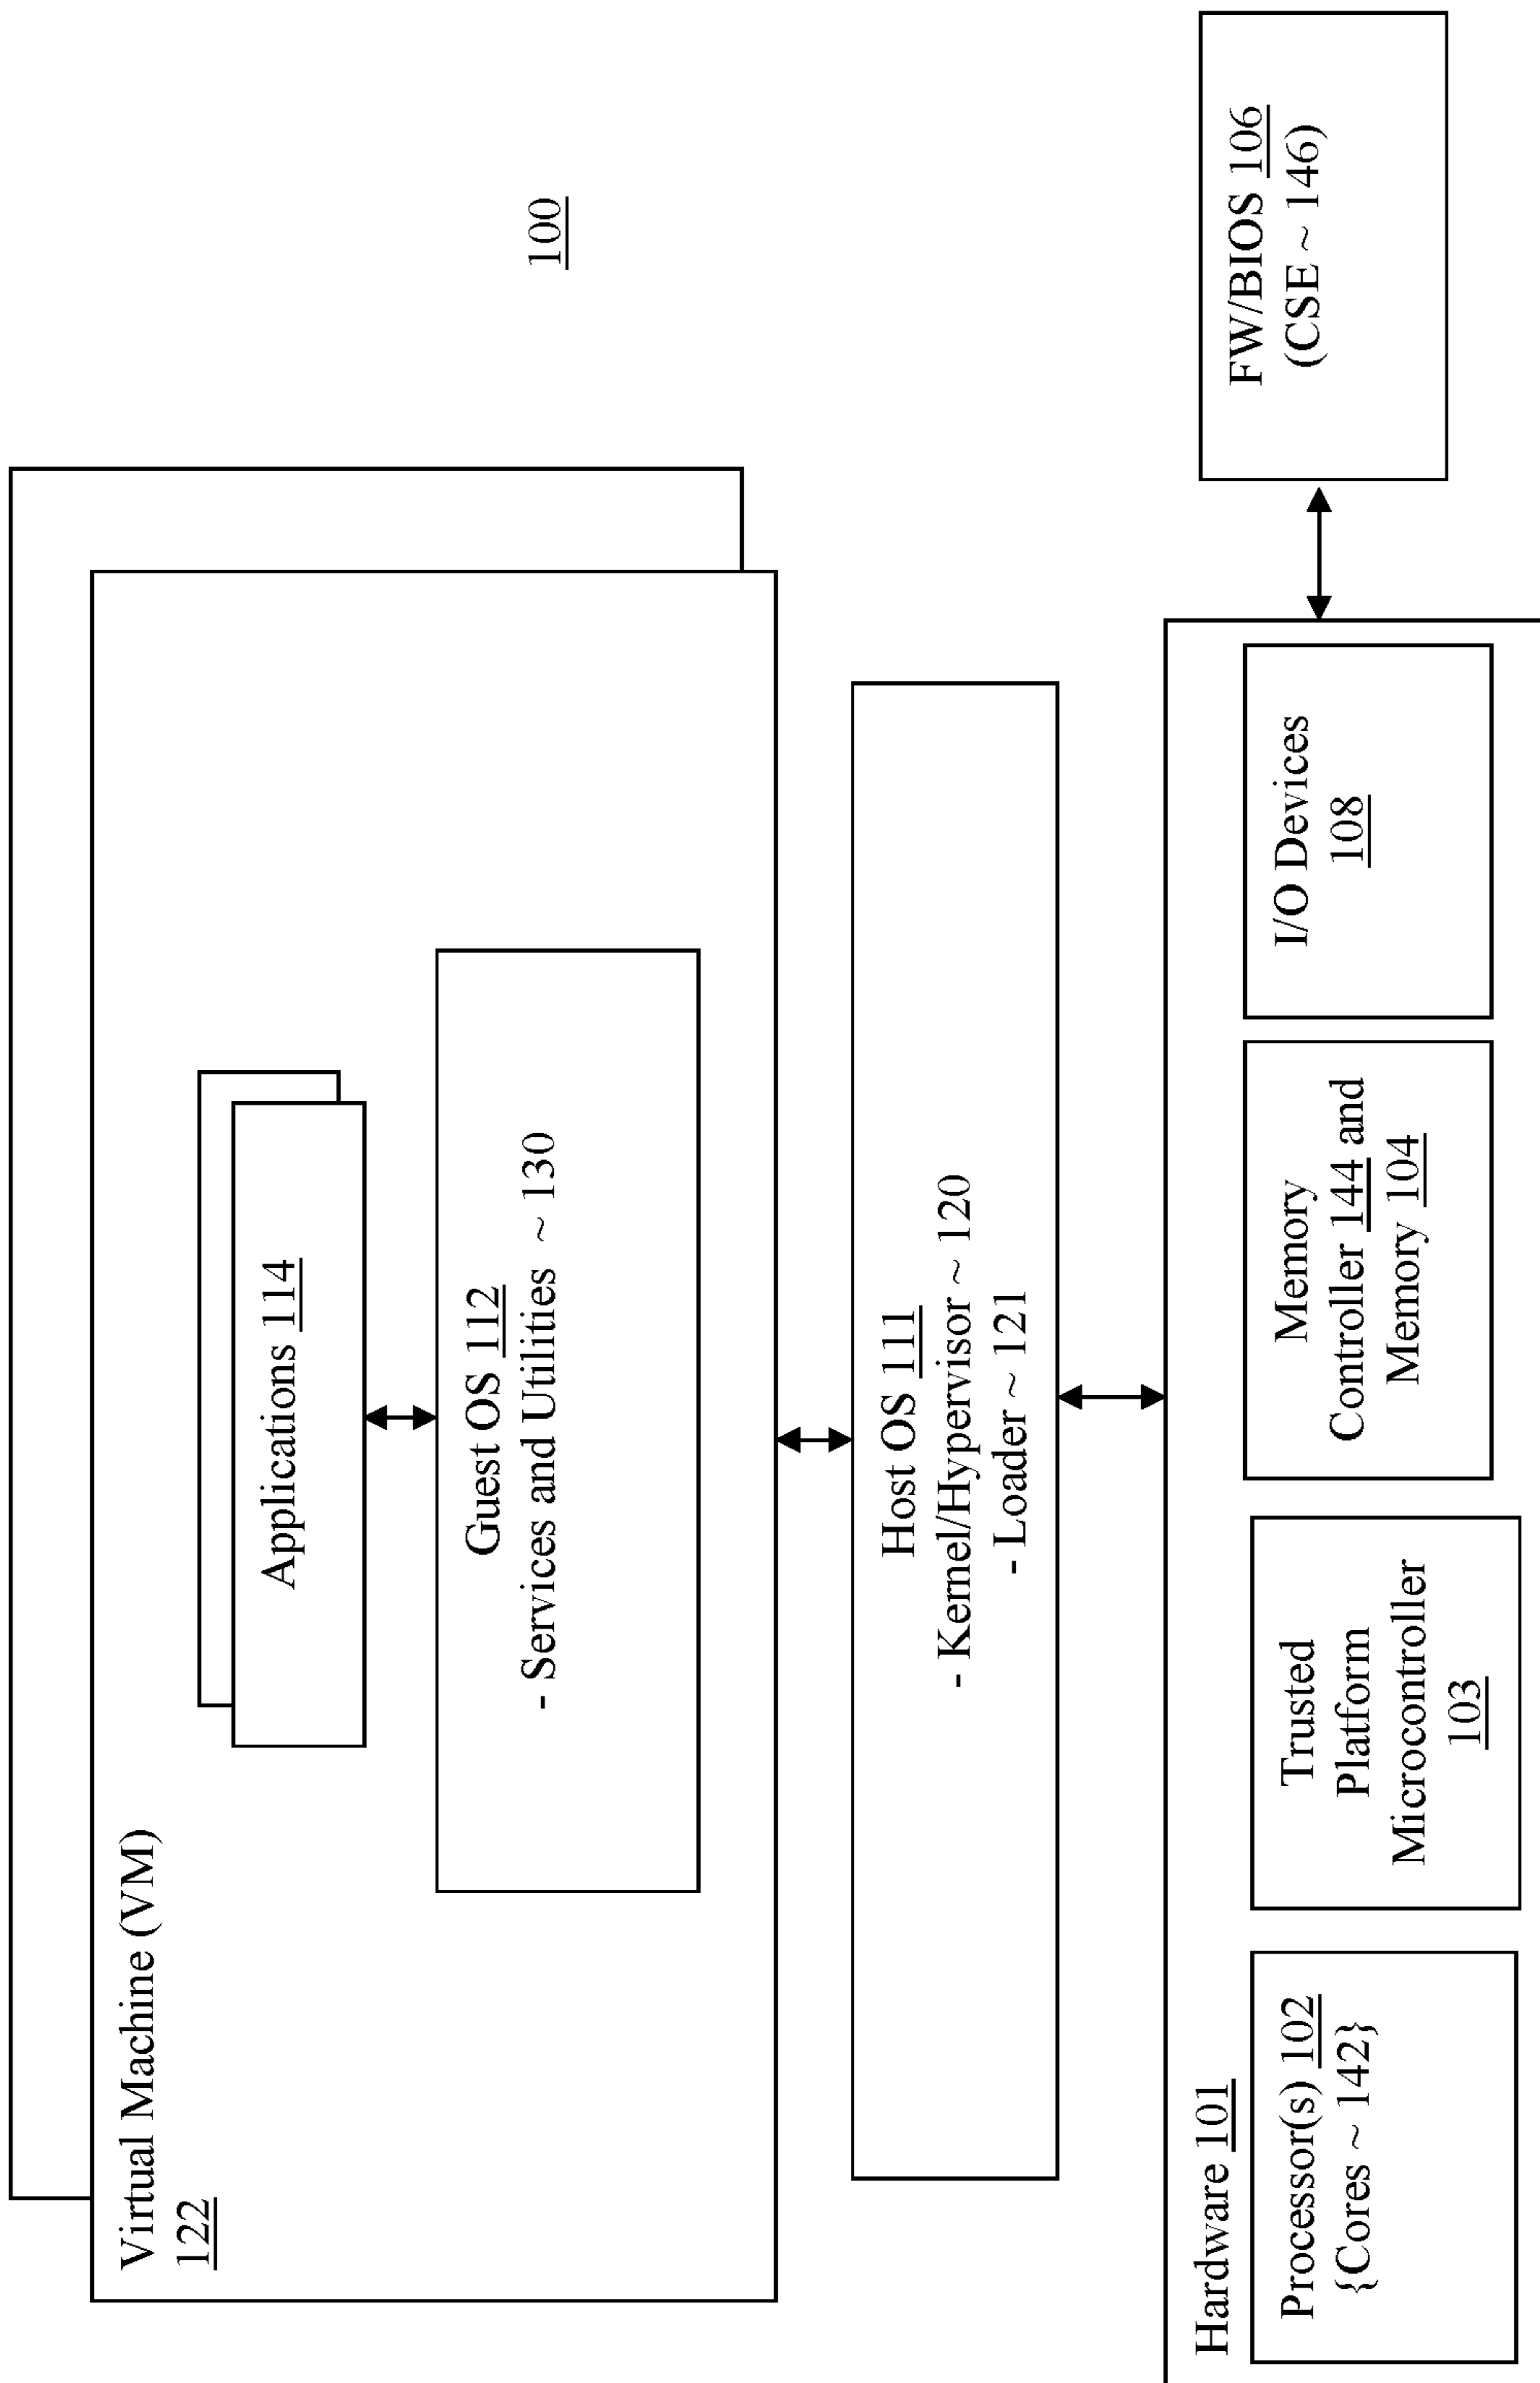 100
Virtual Machine (VM)
122
Applications 114
Guest OS 112
- Services and Utilities ~ 130
Host OS 111
- Kernel/Hypervisor ~ 120
- Loader ~ 121
Hardware 101
Processor(s) 102
{Cores ~ 142}
Trusted
Platform
Microcontroller
103
Memory
Controller 144 and
Memory 104
I/O Devices
108
FW/BIOS 106
(CSE ~ 146)